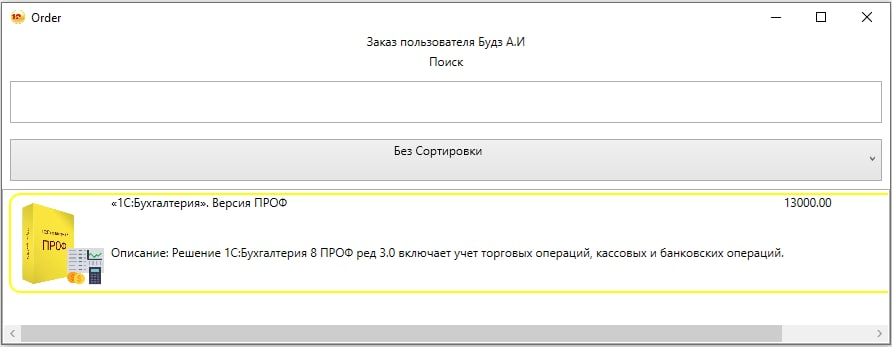 Order
Заказ пользователя Будз А.И
Поиск
Без Сортировки
«1С:Бухгалтерия». Версия ПРОФ 13000.00
ПРОФ
Описание: Решение 1С:Бухгалтерия 8 ПРОФ ред 3.0 включает учет торговых операций, кассовых и банковских операций.